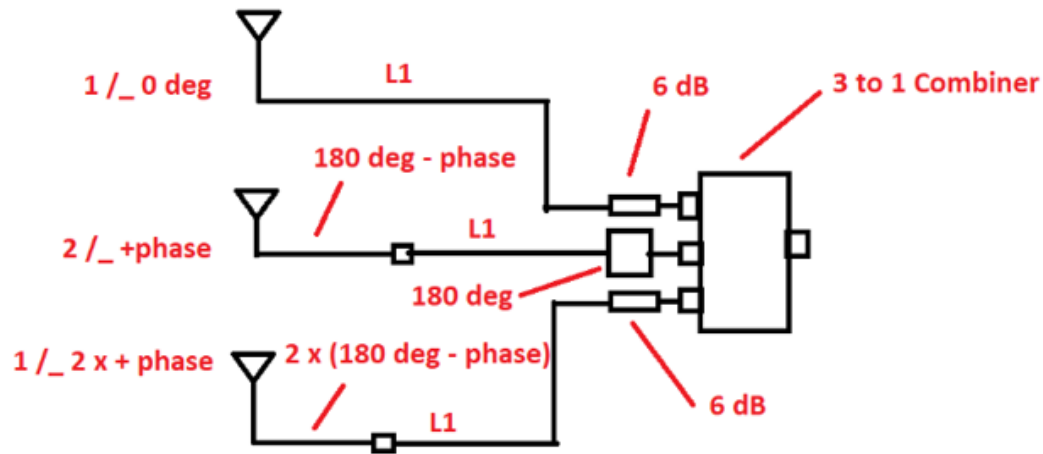 1 /_ 0 deg
L1
6 dB
3 to 1 Combiner
180 deg - phase
2 /_ +phase
L1
180 deg
1 /_ 2 x + phase
2 x (180 deg - phase)
L1
6 dB